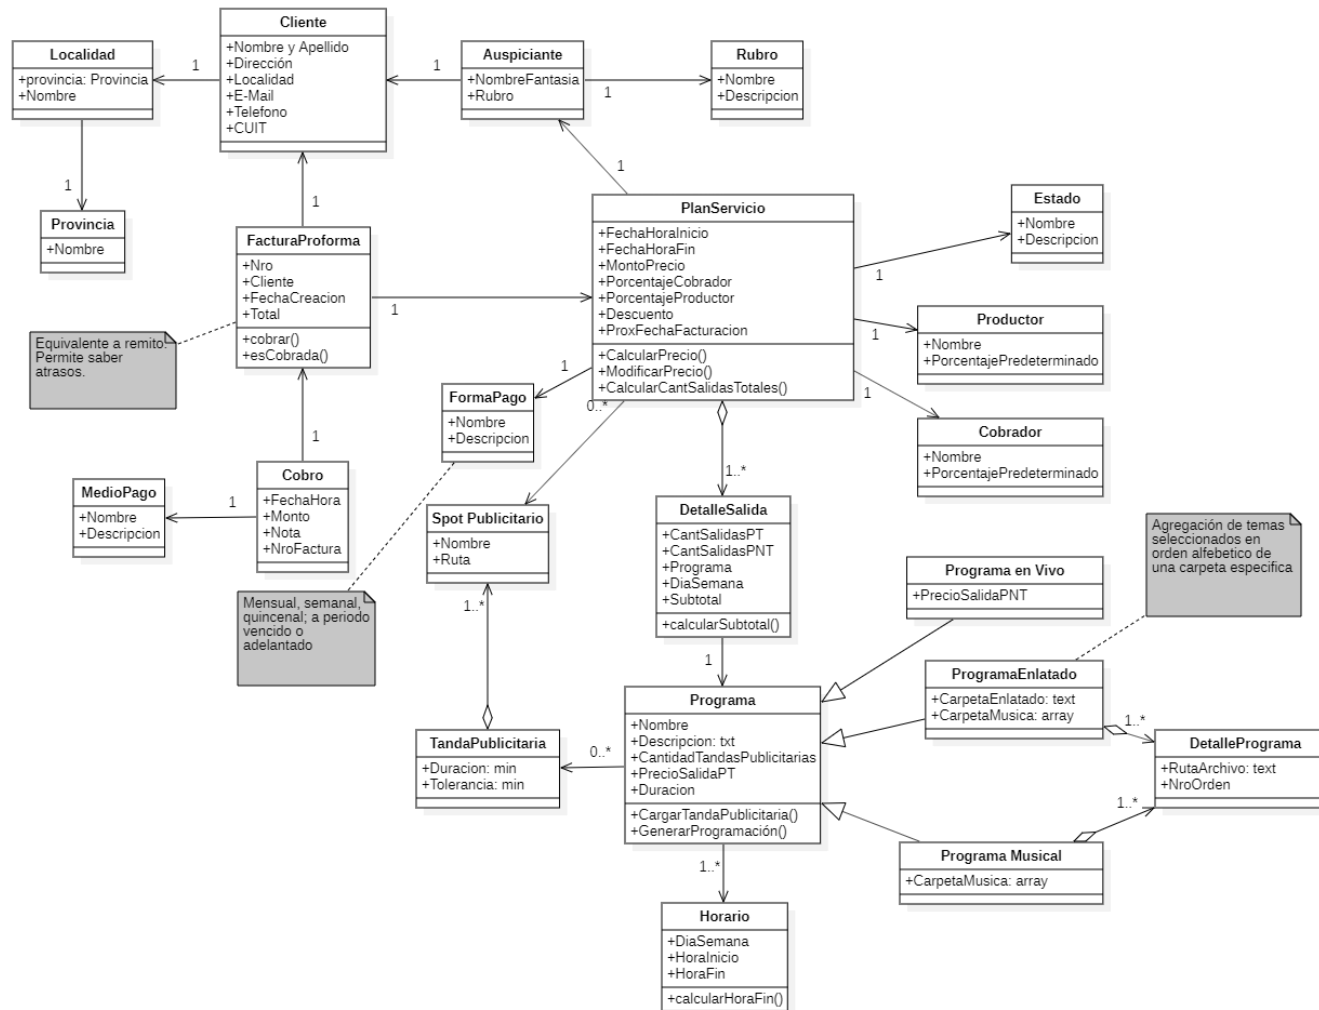 Cliente
+Nombre y Apellido
+Dirección
+Localidad
+E-Mail
+Telefono
+CUIT
Localidad
+provincia: Provincia
+Nombre
1
1
Auspiciante
+NombreFantasia
+Rubro
1
Rubro
+Nombre
+Descripcion
1
Provincia
+Nombre
1
1
FacturaProforma
+Nro
+Cliente
+FechaCreacion
+Total
+cobrar()
+esCobrada()
1
PlanServicio
+FechaHoraInicio
+FechaHoraFin
+MontoPrecio
+PorcentajeCobrador
+PorcentajeProductor
+Descuento
+ProxFechaFacturacion
+CalcularPrecio()
+ModificarPrecio()
+CalcularCantSalidasTotales()
Estado
+Nombre
+Descripcion
1
Productor
+Nombre
+PorcentajePredeterminado
1
1
Cobrador
+Nombre
+PorcentajePredeterminado
Equivalente a remito.
Permite saber
atrasos.
1
0..*
FormaPago
+Nombre
+Descripcion
1
Cobro
+FechaHora
+Monto
+Nota
+NroFactura
MedioPago
+Nombre
+Descripcion
1
Spot Publicitario
+Nombre
+Ruta
1..*
DetalleSalida
+CantSalidasPT
+CantSalidasPNT
+Programa
+DiaSemana
+Subtotal
+calcularSubtotal()
Agregación de temas
seleccionados en
orden alfebetico de
una carpeta especifica
Programa en Vivo
+PrecioSalidaPNT
Mensual, semanal,
quincenal; a periodo
vencido o
adelantado
1..*
1
ProgramaEnlatado
+CarpetaEnlatado: text
+CarpetaMusica: array
Programa
+Nombre
+Descripcion: txt
+CantidadTandasPublicitarias
+PrecioSalidaPT
+Duracion
+CargarTandaPublicitaria()
+GenerarProgramación()
TandaPublicitaria
+Duracion: min
+Tolerancia: min
0..*
1..*
DetallePrograma
+RutaArchivo: text
+NroOrden
1..*
Programa Musical
+CarpetaMusica: array
1..*
Horario
+DiaSemana
+HoraInicio
+HoraFin
+calcularHoraFin()